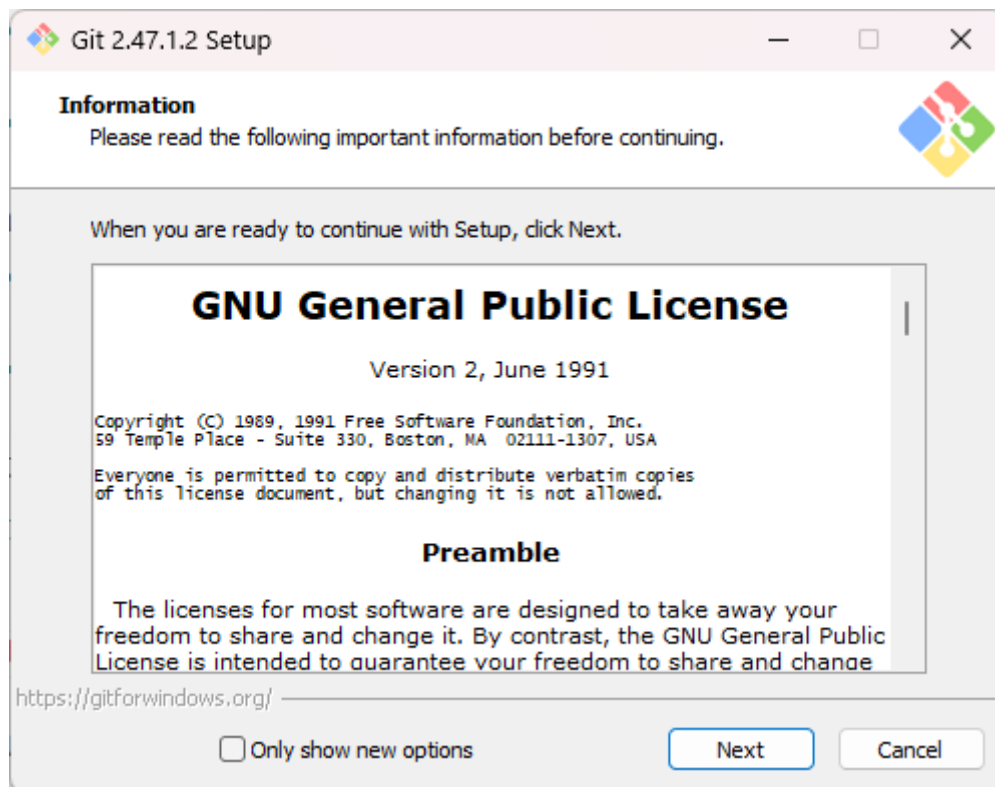 Git 2.47.1.2 Setup
Information
Please read the following important information before continuing.
When you are ready to continue with Setup, click Next.
GNU General Public License
Version 2, June 1991
Copyright (C) 1989, 1991 Free Software Foundation, Inc.
59 Temple Place - Suite 330, Boston, MA  02111-1307, USA
Everyone is permitted to copy and distribute verbatim copies
of this license document, but changing it is not allowed.
Preamble
The licenses for most software are designed to take away your
freedom to share and change it. By contrast, the GNU General Public
License is intended to guarantee your freedom to share and change
https://gitforwindows.org/
Only show new options
Next
Cancel